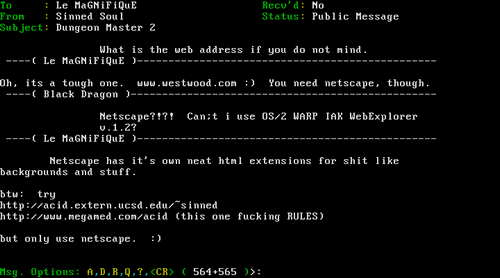 To     : Le MaGNiFiQuE                    Recv'd: No
From   : Sinned Soul                      Status: Public Message
Subject: Dungeon Master 2
What is the web address if you do not mind.
----( Le MaGNiFiQuE )--------------------------------------------------
Oh, its a tough one.  www.westwood.com :)  You need netscape, though.
----( Black Dragon )---------------------------------------------------
Netscape?!?!  Can;t i use OS/2 WARP IAK WebExplorer
v.1.2?
----( Le MaGNiFiQuE )--------------------------------------------------
Netscape has it's own neat html extensions for shit like
backgrounds and stuff.
btw:  try
http://acid.extern.ucsd.edu/~sinned
http://www.megamed.com/acid (this one fucking RULES)
but only use netscape.  :)
Msg. Options: A,D,R,Q,?,<CR> ( 564+565 )>: